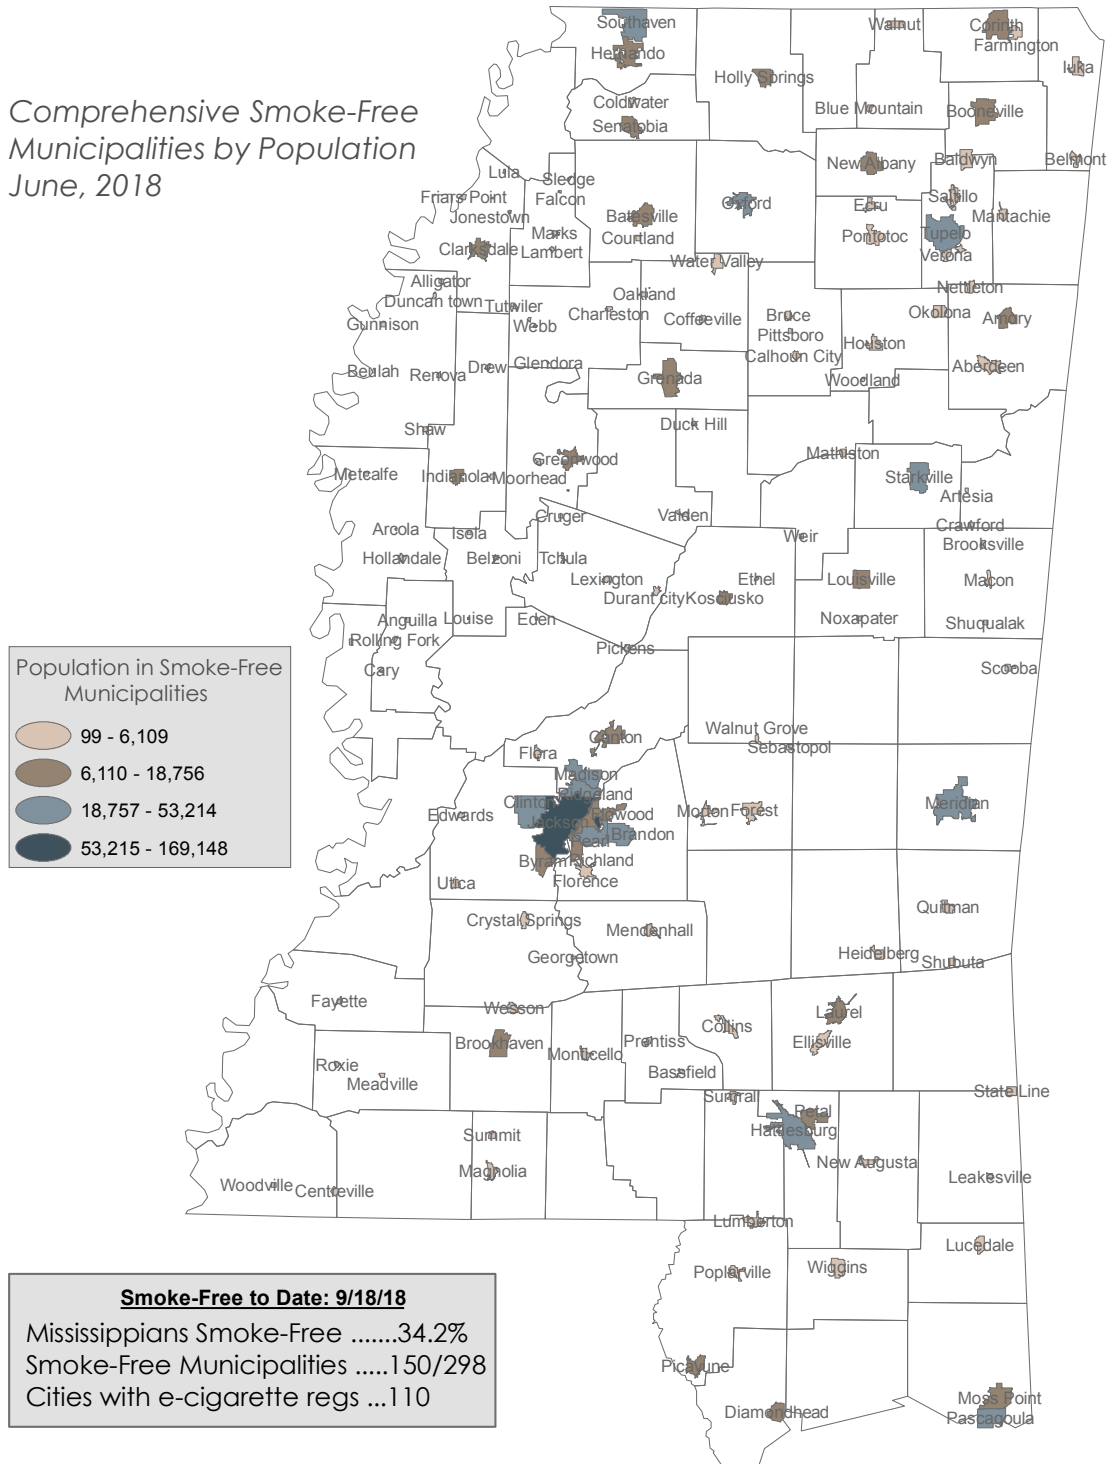 Comprehensive Smoke-Free
Municipalities by Population
June, 2018
Southaven
Walnut
Corinth
Farmington
Hernando
Iuka
Holly Springs
Coldwater
Blue Mountain
Booneville
Senatobia
New Albany
Baldwyn
Belmont
Lula
Sledge
Friars Point
Falcon
Saltillo
Jonestown
Batesville
Oxford
Ecru
Mantachie
Marks
Courtland
Pontotoc
Tupelo
Clarksdale
Lambert
Water Valley
Verona
Alligator
Oakland
Nettleton
Duncan town
Tutwiler
Charleston
Coffeeville
Bruce
Okolona
Amory
Gunnison
Webb
Pittsboro
Houston
Calhoun City
Beulah
Renova
Drew
Glendora
Grenada
Woodland
Aberdeen
Shaw
Duck Hill
Mathiston
Metcalfe
Indianola
Moorhead
Greenwood
Starkville
Artesia
Cruger
Valden
Crawford
Arcola
Isola
Weir
Brooksville
Hollandale
Belzoni
Tchula
Lexington
Ethel
Louisville
Macon
Durant city
Kosciusko
Anguilla
Louise
Eden
Noxapater
Shuqualak
Rolling Fork
Pickens
Cary
Scooba
Population in Smoke-Free
Municipalities
99 - 6,109
6,110 - 18,756
18,757 - 53,214
53,215 - 169,148
Walnut Grove
Canton
Sebastopol
Flora
Madison
Ridgeland
Clinton
Edwards
Jackson
Flowood
Morton
Forest
Meridian
Pearl
Brandon
Byram
Richland
Utica
Florence
Quitman
Crystal Springs
Mendenhall
Georgetown
Heidelberg
Shubuta
Fayette
Wesson
Laurel
Collins
Brookhaven
Prentiss
Ellisville
Monticello
Roxie
Meadville
Bassfield
Sumrall
State Line
Petal
Summit
Hattiesburg
Magnolia
New Augusta
Woodville
Centreville
Leakesville
Lumberton
Lucedale
Poplarville
Wiggins
Smoke-Free to Date: 9/18/18
Mississippians Smoke-Free .......34.2%
Smoke-Free Municipalities .....150/298
Cities with e-cigarette regs ...110
Picayune
Diamondhead
Moss Point
Pascagoula